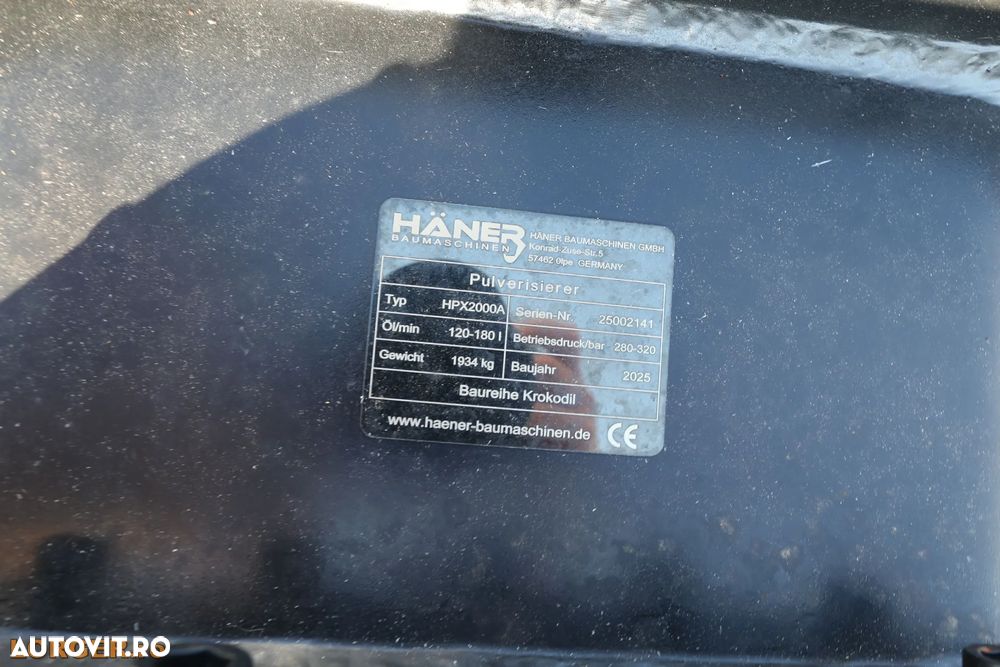 HÄNER
BAUMASCHINEN
HÄNER BAUMASCHINEN GMBH
Konrad-Zuse-Str.5
57462 Olpe GERMANY
Pulverisierer
Typ HPX2000A Serien-Nr. 25002141
Öl/min 120-180 l Betriebsdruck/bar 280-320
Gewicht 1934 kg Baujahr 2025
Baureihe Krokodil
www.haener-baumaschinen.de CE
AUTOVIT.RO